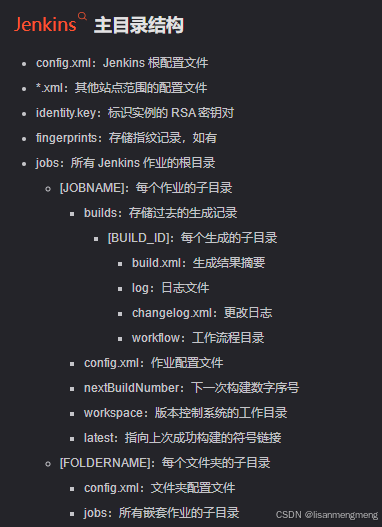 Jenkins 主目录结构
config.xml：Jenkins 根配置文件
*.xml：其他站点范围的配置文件
identity.key：标识实例的 RSA 密钥对
fingerprints：存储指纹记录，如有
jobs：所有 Jenkins 作业的根目录
[JOBNAME]：每个作业的子目录
builds：存储过去的生成记录
[BUILD_ID]：每个生成的子目录
build.xml：生成结果摘要
log：日志文件
changelog.xml：更改日志
workflow：工作流程目录
config.xml：作业配置文件
nextBuildNumber：下一次构建数字序号
workspace：版本控制系统的工作目录
latest：指向上次成功构建的符号链接
[FOLDERNAME]：每个文件夹的子目录
config.xml：文件夹配置文件
jobs：所有嵌套作业的子目录
CSDN @lisanmengmeng